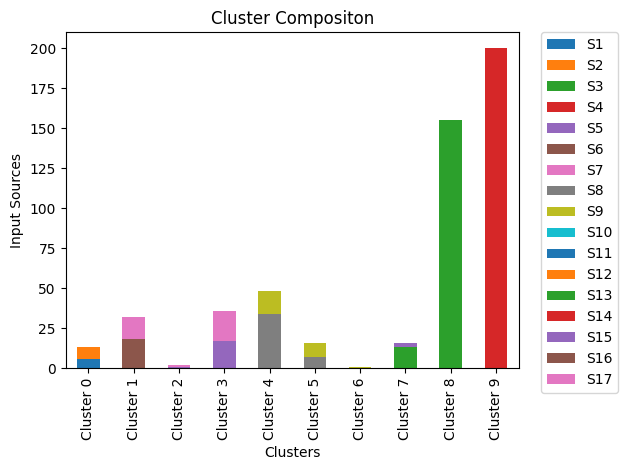 Cluster Compositon
Input Sources
200
175
150
125
100
75
50
25
0
Cluster 0
Cluster 1
Cluster 2
Cluster 3
Cluster 4
Cluster 5
Cluster 6
Cluster 7
Cluster 8
Cluster 9
Clusters
S1
S2
S3
S4
S5
S6
S7
S8
S9
S10
S11
S12
S13
S14
S15
S16
S17